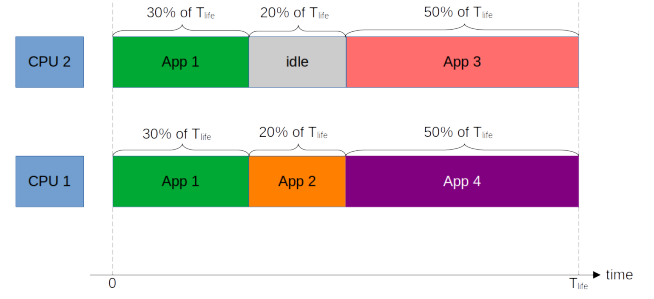 30% of Tlife 20% of Tlife 50% of Tlife
CPU 2 App 1 idle App 3
30% of Tlife 20% of Tlife 50% of Tlife
CPU 1 App 1 App 2 App 4
time
0 Tlife